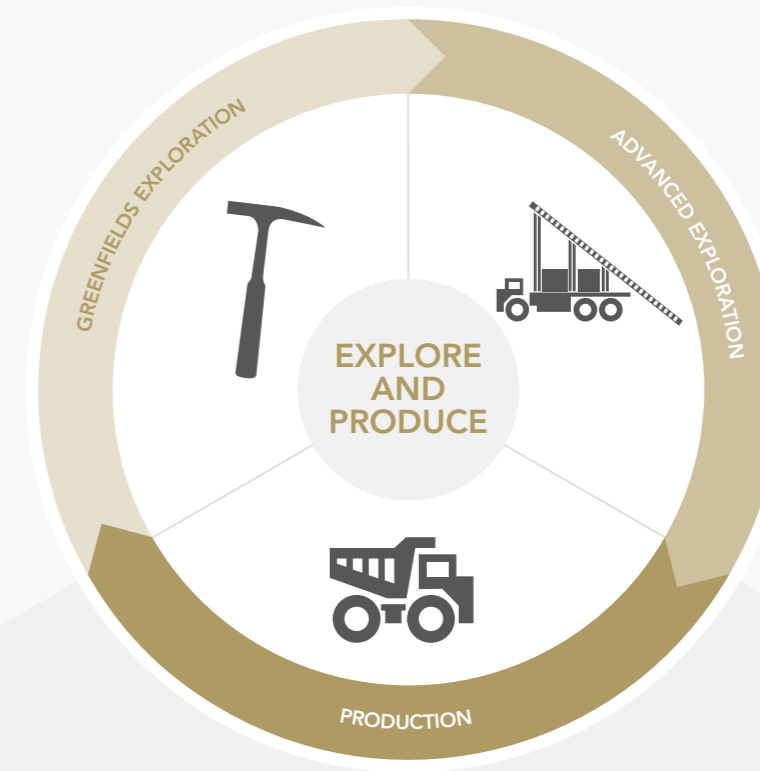 GREENFIELDS EXPLORATION
ADVANCED EXPLORATION
EXPLORE
AND
PRODUCE
PRODUCTION